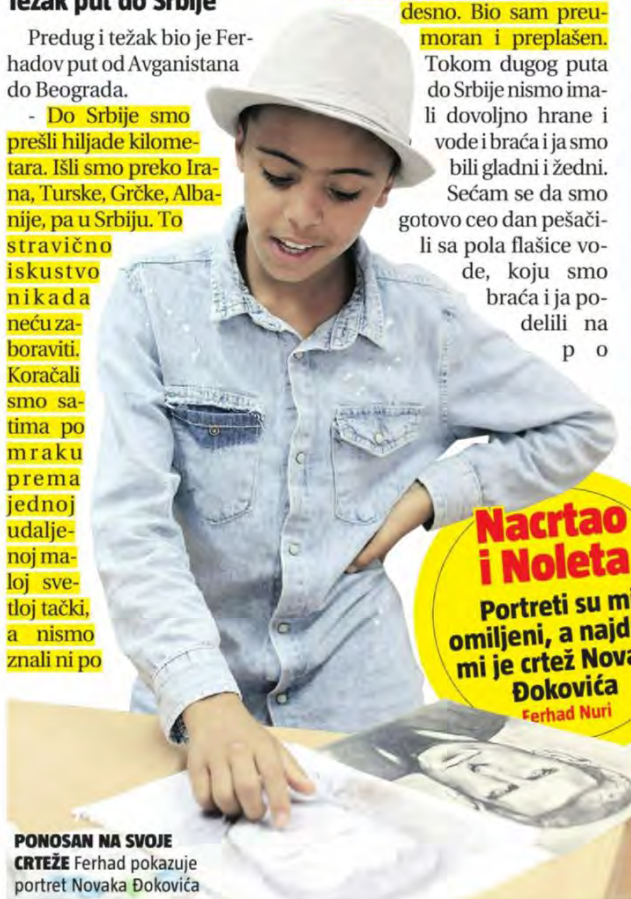 Težak put do Srbije
Predug i težak bio je Fer-
hadov put od Avganistana
do Beograda.
- Do Srbije smo
prešli hiljade kilome-
tara. Išli smo preko Ira-
na, Turske, Grčke, Alba-
nije, pa u Srbiju. To
stravično
iskustvo
nikada
neću za-
boraviti.
Koračali
smo sa-
tima po
mraku
prema
jednoj
udalje-
noj ma-
loj sve-
tloj tački,
a nismo
znali ni po
desno. Bio sam preu-
moran i preplašen.
Tokom dugog puta
do Srbije nismo ima-
li dovoljno hrane i
vode i braća i ja smo
bili gladni i žedni.
Sećam se da smo
gotovo ceo dan pešači-
li sa pola flašice vo-
de, koju smo
braća i ja po-
delili na
p o
Nacrtao
i Noleta
Portreti su mi
omiljeni, a najd
mi je crtež Nova
Đokovića
Ferhad Nuri
PONOSAN NA SVOJE
CRTEŽE Ferhad pokazuje
portret Novaka Đokovića